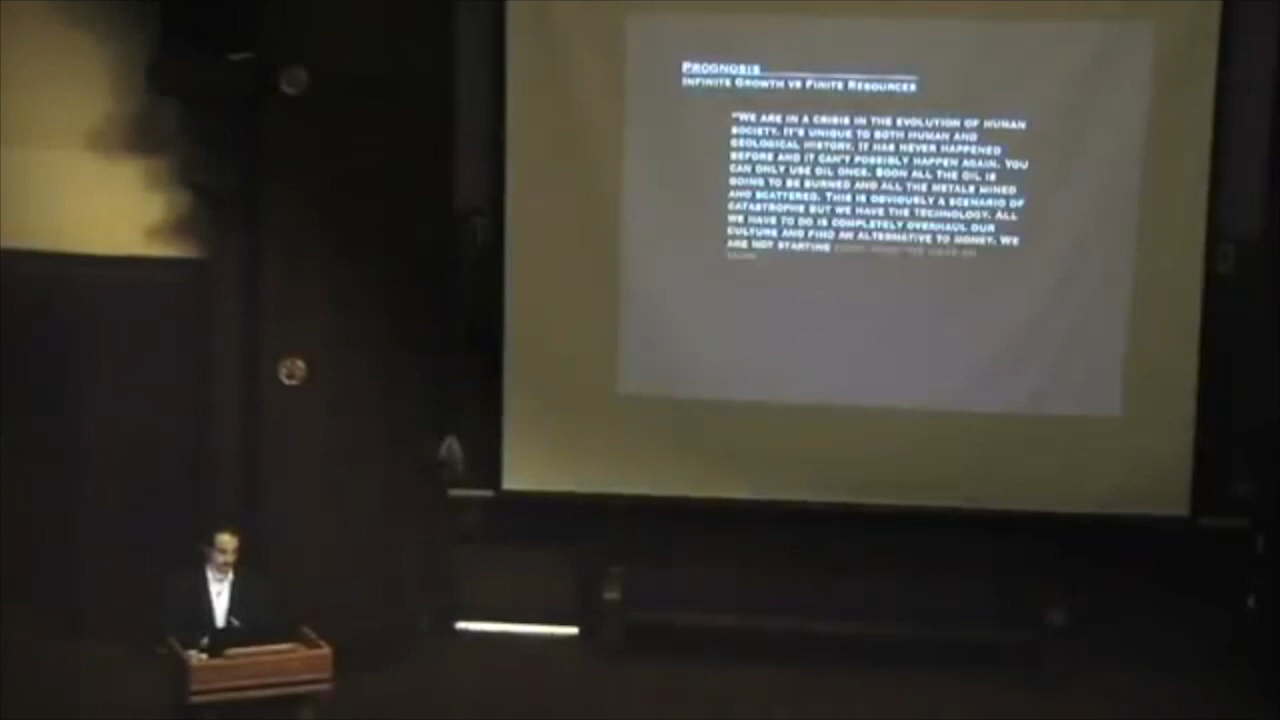 PROGNOSIS
INFINITE GROWTH VS FINITE RESOURCES
"WE ARE IN A CRISIS IN THE EVOLUTION OF HUMAN
SOCIETY. IT'S UNIQUE TO BOTH HUMAN AND
GEOLOGICAL HISTORY. IT HAS NEVER HAPPENED
BEFORE AND IT CAN'T POSSIBLY HAPPEN AGAIN. YOU
CAN ONLY USE OIL ONCE. SOON ALL THE OIL IS
GOING TO BE BURNED AND ALL THE METALS MINED
AND SCATTERED. THIS IS OBVIOUSLY A SCENARIO OF
CATASTROPHE BUT WE HAVE THE TECHNOLOGY. ALL
WE HAVE TO DO IS COMPLETELY OVERHAUL OUR
CULTURE AND FIND AN ALTERNATIVE TO MONEY. WE
ARE NOT STARTING